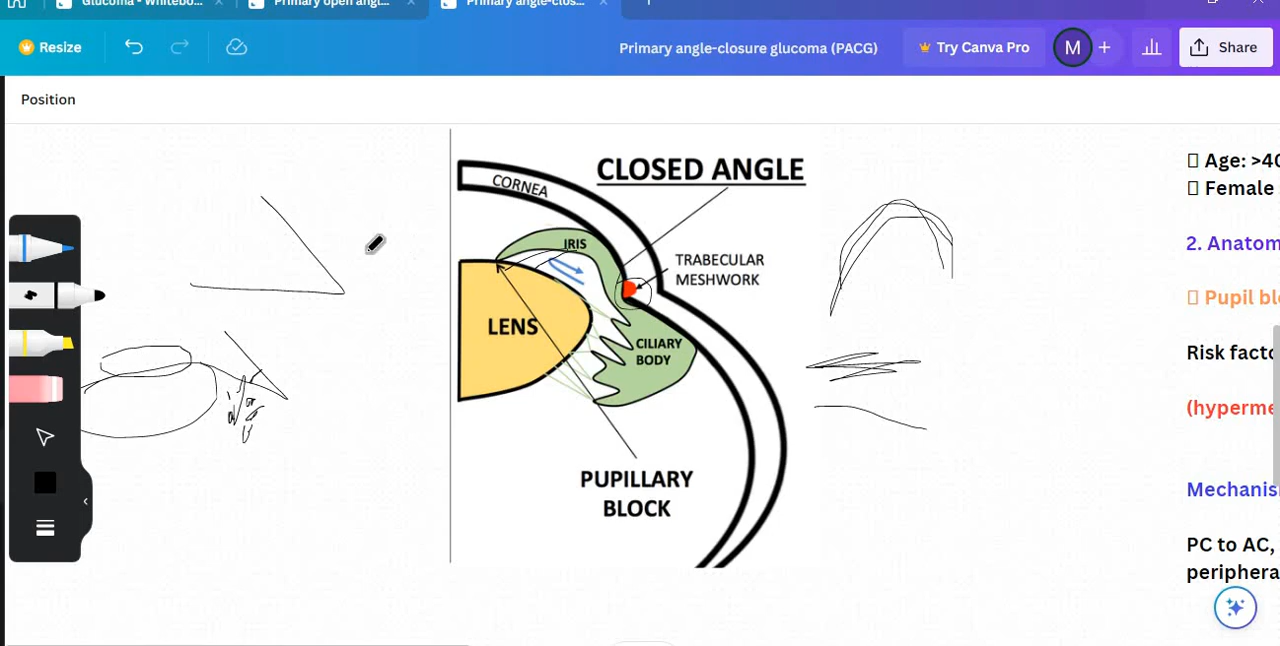 Glucoma - Whitebo...
Primary open angl...
Primary angle-clos...
Resize
Primary angle-closure glucoma (PACG)
M
Try Canva Pro
Share
Position
CLOSED ANGLE
CORNEA
IRIS
TRABECULAR
MESHWORK
LENS
CILIARY
BODY
PUPILLARY
BLOCK
Age: >40
Female
2. Anatom
Pupil bl
Risk facto
(hyperme
Mechanis
PC to AC,
periphera